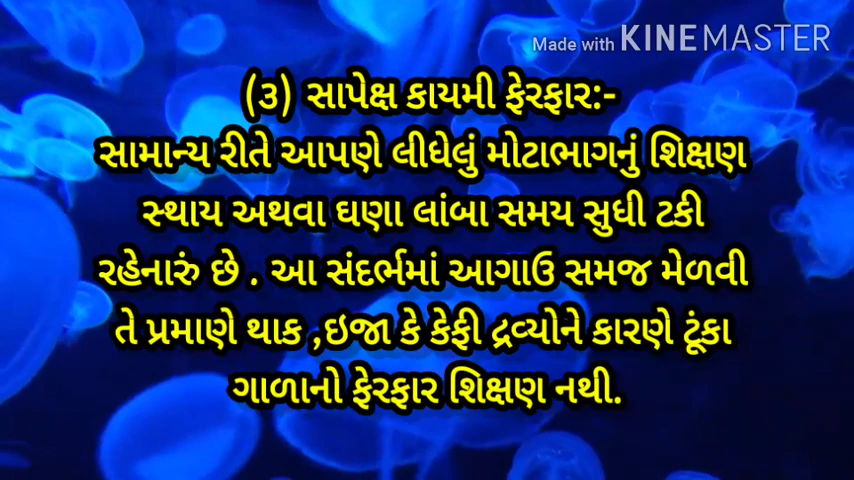 Made with KINEMASTER
(૩) સાપેક્ષ કાયમી ફેરફાર:-
સામાન્ય રીતે આપણે લીધેલું મોટાભાગનું શિક્ષણ
સ્થાય અથવા ઘણા લાંબા સમય સુધી ટકી
રહેનારું છે . આ સંદર્ભમાં આગાઉ સમજ મેળવી
તે પ્રમાણે થાક ,ઇજા કે કેફી દ્રવ્યોને કારણે ટૂંકા
ગાળાનો ફેરફાર શિક્ષણ નથી.